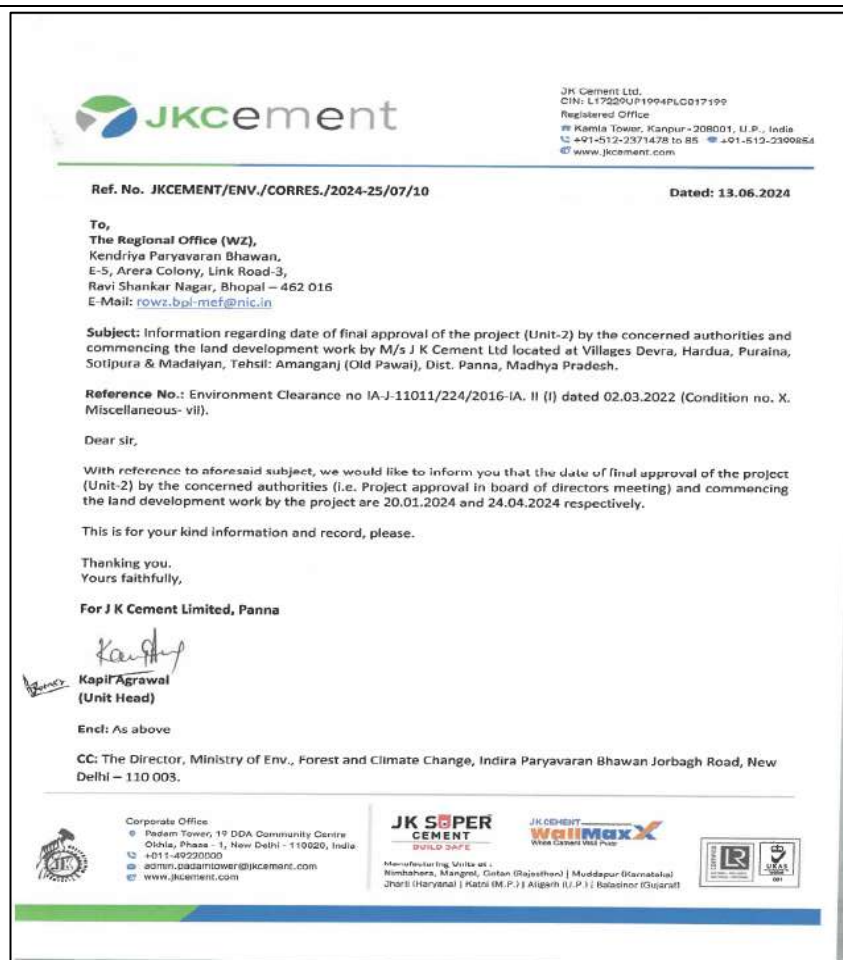 JKCement
JK Cement Ltd.
CIN: L17229UP1994PLC017199
Registered Office
Kamla Tower, Kanpur-208001, U.P., India
+91-512-2371478 to 85 +91-512-2399854
www.jkcement.com
Ref. No. JKCEMENT/ENV./CORRES./2024-25/07/10 Dated: 13.06.2024
To,
The Regional Office (WZ),
Kendriya Paryavaran Bhawan,
E-5, Arera Colony, Link Road-3,
Ravi Shankar Nagar, Bhopal – 462 016
E-Mail: rowz.bpl-mef@nic.in
Subject: Information regarding date of final approval of the project (Unit-2) by the concerned authorities and
commencing the land development work by M/s J K Cement Ltd located at Villages Devra, Hardua, Puraina,
Sotipura & Madaiyan, Tehsil: Amanganj (Old Pawai), Dist. Panna, Madhya Pradesh.
Reference No.: Environment Clearance no IA-J-11011/224/2016-IA. II (I) dated 02.03.2022 (Condition no. X.
Miscellaneous- vii).
Dear sir,
With reference to aforesaid subject, we would like to inform you that the date of final approval of the project
(Unit-2) by the concerned authorities (i.e. Project approval in board of directors meeting) and commencing
the land development work by the project are 20.01.2024 and 24.04.2024 respectively.
This is for your kind information and record, please.
Thanking you.
Yours faithfully,
For J K Cement Limited, Panna
Kapil Agrawal
(Unit Head)
Encl: As above
CC: The Director, Ministry of Env., Forest and Climate Change, Indira Paryavaran Bhawan Jorbagh Road, New
Delhi – 110 003.
Corporate Office
Padam Tower, 19 DDA Community Centre
Okhla, Phase - 1, New Delhi - 110020, India
+011-49220000
admin.padamtower@jkcement.com
www.jkcement.com
JK SUPER
CEMENT
BUILD SAFE
JK CEMENT
WallMaxX
When Cement Won't Pule
Manufacturing Units at :
Nimbahera, Mangrol, Gotan (Rajasthan) | Muddapur (Karnataka)
Jharli (Haryana) | Katni (M.P.) | Aligarh (U.P.) | Balasinor (Gujarat)
JK
LR
UKAS
001